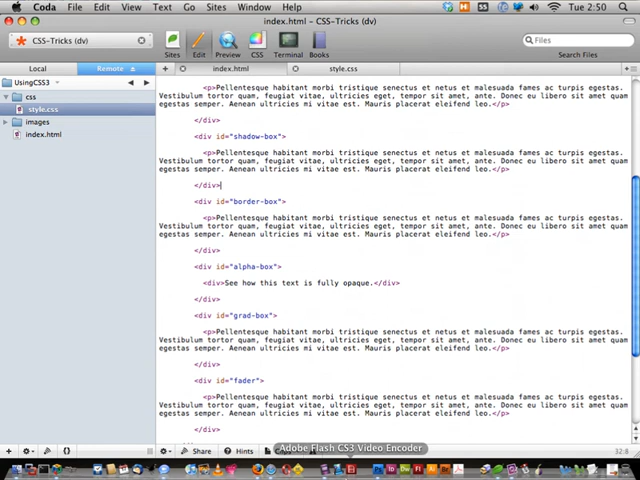 Coda File Edit View Text Go Sites Window Help
Tue 2:50
index.html – CSS-Tricks (dv)
CSS-Tricks (dv)
Sites Edit Preview CSS Terminal Books
Files
Search Files
Local Remote
index.html
style.css
UsingCSS3
css
style.css
images
index.html
<p>Pellentesque habitant morbi tristique senectus et netus et malesuada fames ac turpis egestas.
Vestibulum tortor quam, feugiat vitae, ultricies eget, tempor sit amet, ante. Donec eu libero sit amet quam
egestas semper. Aenean ultricies mi vitae est. Mauris placerat eleifend leo.</p>
</div>
<div id="shadow-box">
<p>Pellentesque habitant morbi tristique senectus et netus et malesuada fames ac turpis egestas.
Vestibulum tortor quam, feugiat vitae, ultricies eget, tempor sit amet, ante. Donec eu libero sit amet quam
egestas semper. Aenean ultricies mi vitae est. Mauris placerat eleifend leo.</p>
</div>
<div id="border-box">
<p>Pellentesque habitant morbi tristique senectus et netus et malesuada fames ac turpis egestas.
Vestibulum tortor quam, feugiat vitae, ultricies eget, tempor sit amet, ante. Donec eu libero sit amet quam
egestas semper. Aenean ultricies mi vitae est. Mauris placerat eleifend leo.</p>
</div>
<div id="alpha-box">
<div>See how this text is fully opaque.</div>
</div>
<div id="grad-box">
<p>Pellentesque habitant morbi tristique senectus et netus et malesuada fames ac turpis egestas.
Vestibulum tortor quam, feugiat vitae, ultricies eget, tempor sit amet, ante. Donec eu libero sit amet quam
egestas semper. Aenean ultricies mi vitae est. Mauris placerat eleifend leo.</p>
</div>
<div id="fader">
<p>Pellentesque habitant morbi tristique senectus et netus et malesuada fames ac turpis egestas.
Vestibulum tortor quam, feugiat vitae, ultricies eget, tempor sit amet, ante. Donec eu libero sit amet quam
egestas semper. Aenean ultricies mi vitae est. Mauris placerat eleifend leo.</p>
</div>
Share Hints
32:8
Adobe Flash CS3 Video Encoder